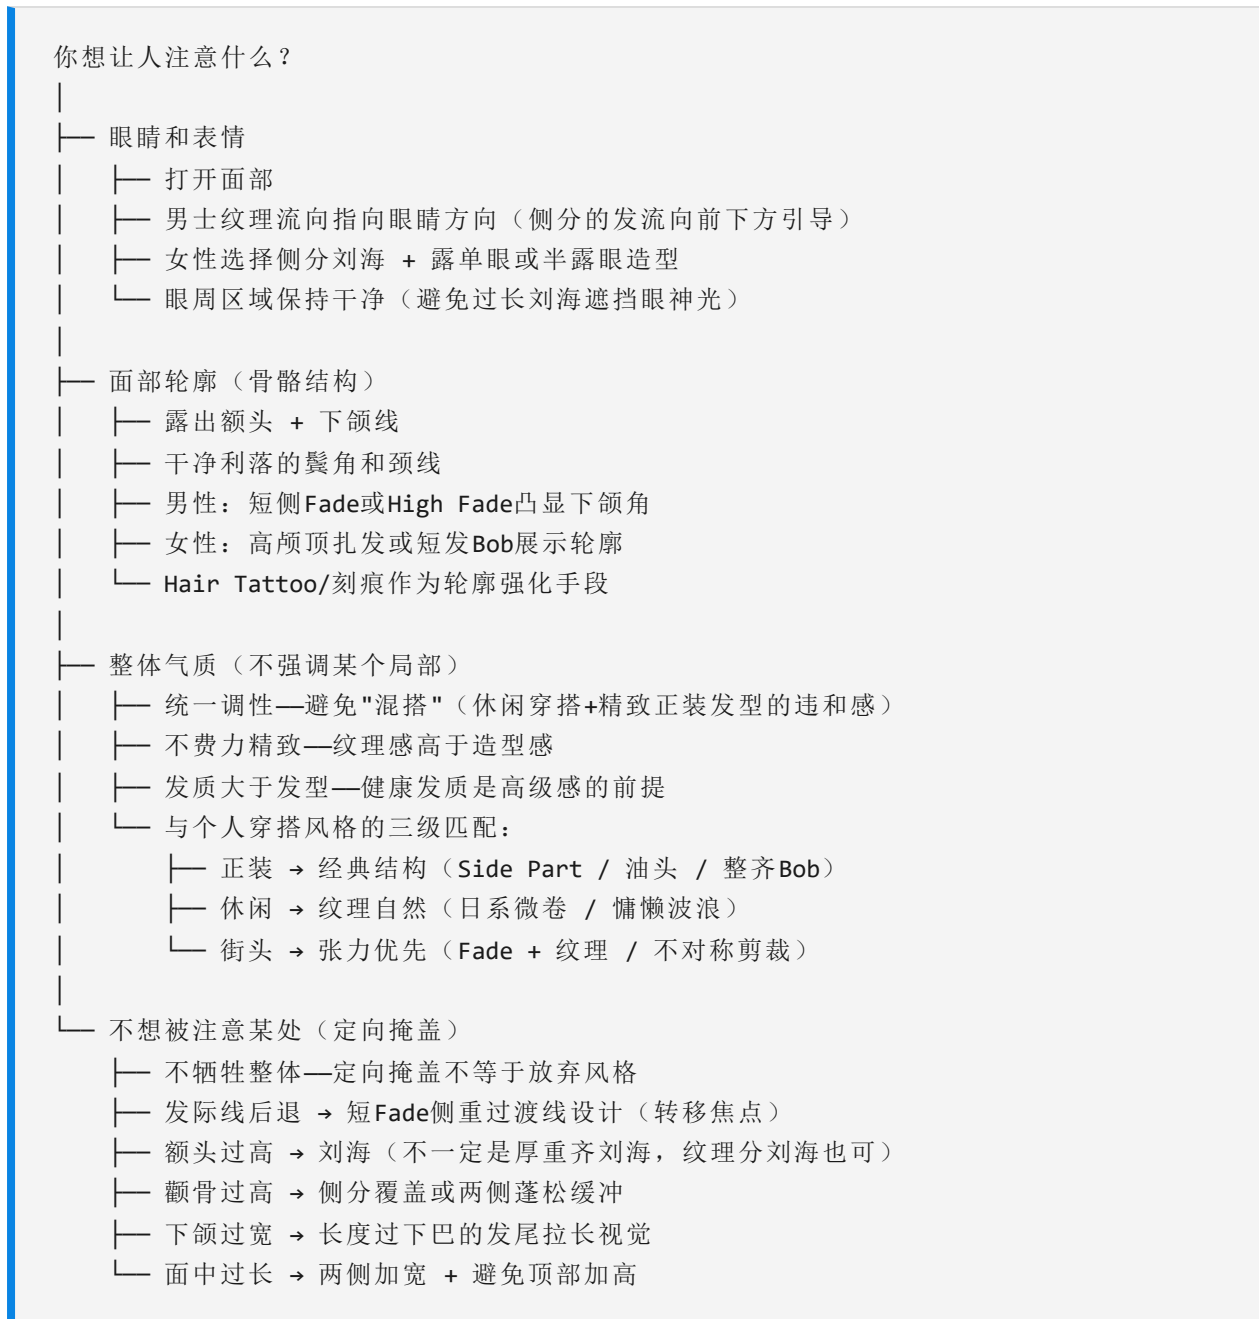 你想让人注意什么?
│
├── 眼睛和表情
│   ├── 打开面部
│   ├── 男士纹理流向指向眼睛方向（侧分的发流向前下方引导）
│   ├── 女性选择侧分刘海 + 露单眼或半露眼造型
│   └── 眼周区域保持干净（避免过长刘海遮挡眼神光）
│
├── 面部轮廓（骨骼结构）
│   ├── 露出额头 + 下颌线
│   ├── 干净利落的鬓角和颈线
│   ├── 男性：短侧Fade或High Fade凸显下颌角
│   ├── 女性：高颅顶扎发或短发Bob展示轮廓
│   └── Hair Tattoo/刻痕作为轮廓强化手段
│
├── 整体气质（不强调某个局部）
│   ├── 统一调性——避免"混搭"（休闲穿搭+精致正装发型的违和感）
│   ├── 不费力精致——纹理感高于造型感
│   ├── 发质大于发型——健康发质是高级感的前提
│   └── 与个人穿搭风格的三级匹配：
│       ├── 正装 → 经典结构（Side Part / 油头 / 整齐Bob）
│       ├── 休闲 → 纹理自然（日系微卷 / 慵懒波浪）
│       └── 街头 → 张力优先（Fade + 纹理 / 不对称剪裁）
│
└── 不想被注意某处（定向掩盖）
    ├── 不牺牲整体——定向掩盖不等于放弃风格
    ├── 发际线后退 → 短Fade侧重过渡线设计（转移焦点）
    ├── 额头过高 → 刘海（不一定是厚重齐刘海，纹理分刘海也可）
    ├── 颧骨过高 → 侧分覆盖或两侧蓬松缓冲
    ├── 下颌过宽 → 长度过下巴的发尾拉长视觉
    └── 面中过长 → 两侧加宽 + 避免顶部加高